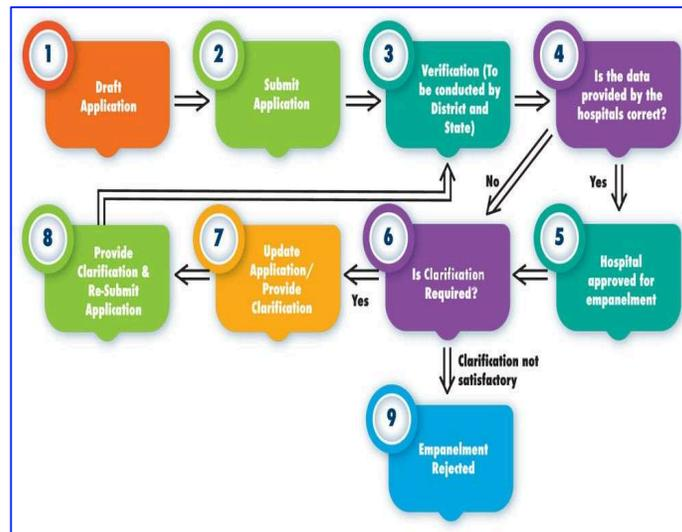 1
Draft
Application
2
Submit
Application
3
Verification (To
be conducted by
District and
State)
4
Is the data
provided by the
hospitals correct?
No
Yes
8
Provide
Clarification &
Re-Submit
Application
7
Update
Application/
Provide
Clarification
Yes
6
Is Clarification
Required?
5
Hospital
approved for
empanelment
Clarification not
satisfactory
9
Empanelment
Rejected